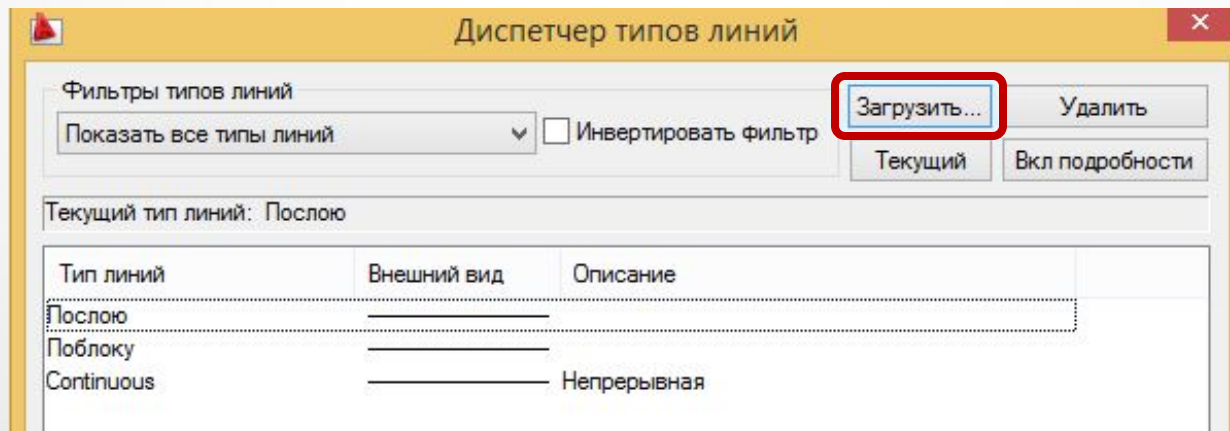 Диспетчер типов линий
Фильтры типов линий
Показать все типы линий
Инвертировать фильтр
Загрузить...
Удалить
Текущий
Вкл подробности
Текущий тип линий: Послою
Тип линий Внешний вид Описание
Послою
Поблоку
Continuous Непрерывная